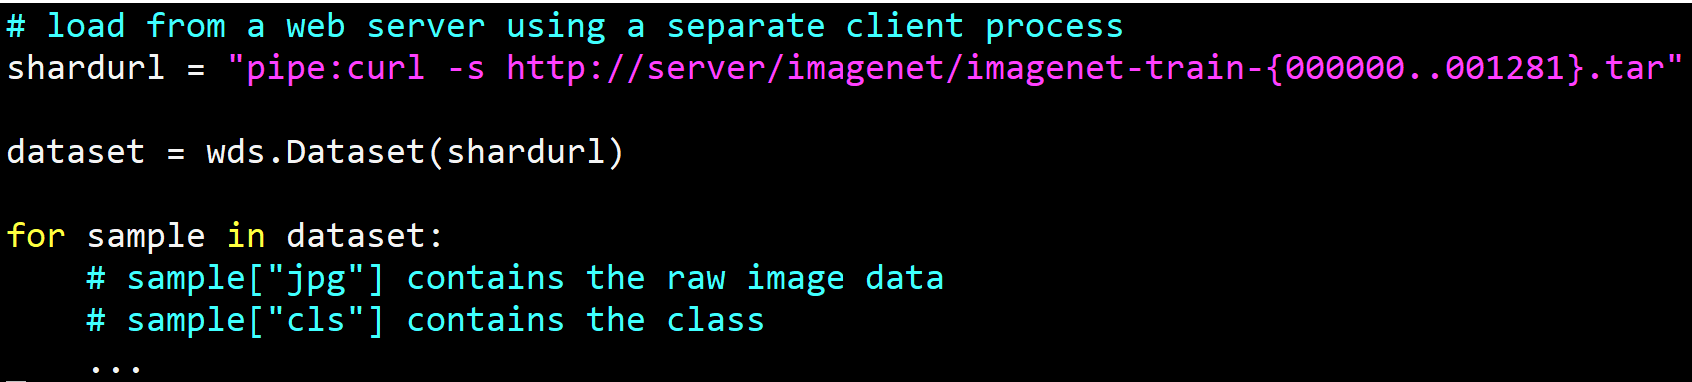 # load from a web server using a separate client process
shardurl = "pipe:curl -s http://server/imagenet/imagenet-train-{000000..001281}.tar"
dataset = wds.Dataset(shardurl)
for sample in dataset:
    # sample["jpg"] contains the raw image data
    # sample["cls"] contains the class
    ...